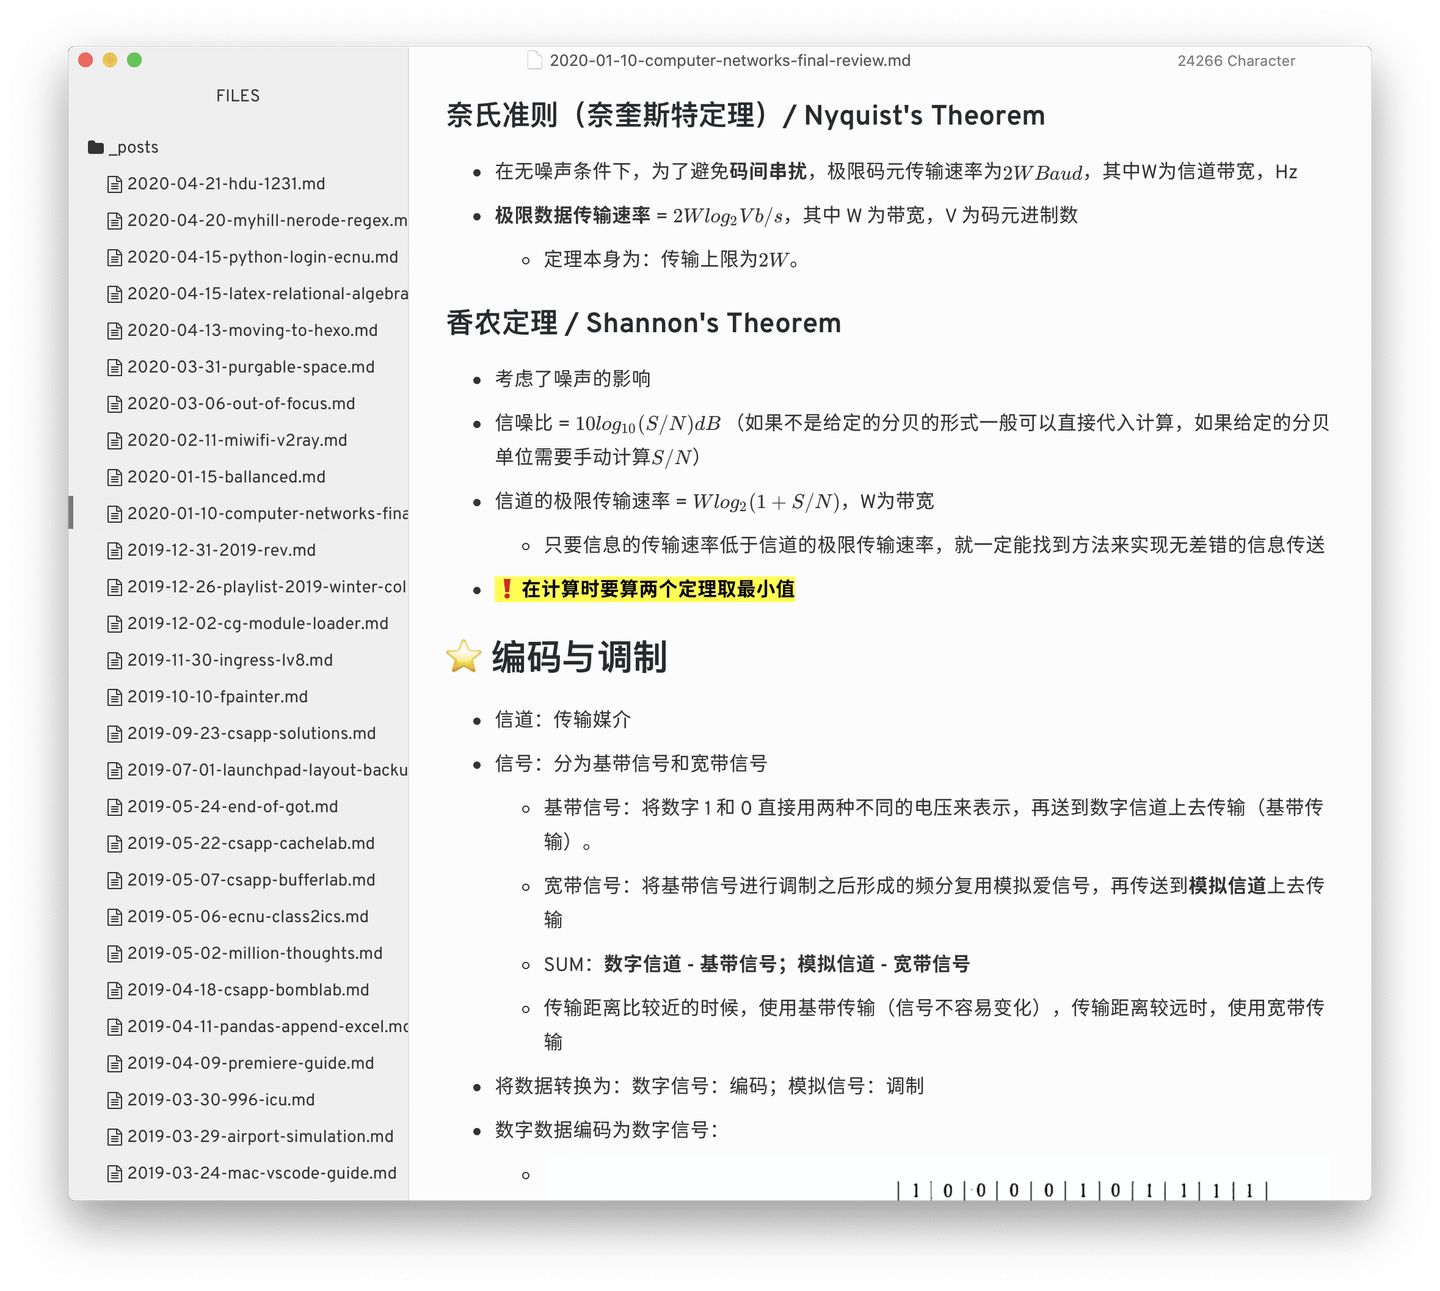 2020-01-10-computer-networks-final-review.md
24266 Character
FILES
_posts
2020-04-21-hdu-1231.md
2020-04-20-myhill-nerode-regex.m
2020-04-15-python-login-ecnu.md
2020-04-15-latex-relational-algebra
2020-04-13-moving-to-hexo.md
2020-03-31-purgable-space.md
2020-03-06-out-of-focus.md
2020-02-11-miwifi-v2ray.md
2020-01-15-ballanced.md
2020-01-10-computer-networks-fina
2019-12-31-2019-rev.md
2019-12-26-playlist-2019-winter-col
2019-12-02-cg-module-loader.md
2019-11-30-ingress-lv8.md
2019-10-10-fpainter.md
2019-09-23-csapp-solutions.md
2019-07-01-launchpad-layout-backu
2019-05-24-end-of-got.md
2019-05-22-csapp-cachelab.md
2019-05-07-csapp-bufferlab.md
2019-05-06-ecnu-class2ics.md
2019-05-02-million-thoughts.md
2019-04-18-csapp-bomblab.md
2019-04-11-pandas-append-excel.md
2019-04-09-premiere-guide.md
2019-03-30-996-icu.md
2019-03-29-airport-simulation.md
2019-03-24-mac-vscode-guide.md
奈氏准则（奈奎斯特定理）/ Nyquist's Theorem
在无噪声条件下，为了避免码间串扰，极限码元传输速率为2WBaud，其中W为信道带宽，Hz
极限数据传输速率 = 2Wlog₂Vb/s，其中 W 为带宽，V 为码元进制数
定理本身为：传输上限为2W。
香农定理 / Shannon's Theorem
考虑了噪声的影响
信噪比 = 10log₁₀(S/N)dB （如果不是给定的分贝的形式一般可以直接代入计算，如果给定的分贝
单位需要手动计算S/N）
信道的极限传输速率 = Wlog₂(1 + S/N)，W为带宽
只要信息的传输速率低于信道的极限传输速率，就一定能找到方法来实现无差错的信息传送
❗ 在计算时要算两个定理取最小值
⭐ 编码与调制
信道：传输媒介
信号：分为基带信号和宽带信号
基带信号：将数字 1 和 0 直接用两种不同的电压来表示，再送到数字信道上去传输（基带传
输）。
宽带信号：将基带信号进行调制之后形成的频分复用模拟爱信号，再传送到模拟信道上去传
输
SUM：数字信道 - 基带信号；模拟信道 - 宽带信号
传输距离比较近的时候，使用基带传输（信号不容易变化），传输距离较远时，使用宽带传
输
将数据转换为：数字信号：编码；模拟信号：调制
数字数据编码为数字信号：
1 0 0 0 0 1 0 1 1 1 1